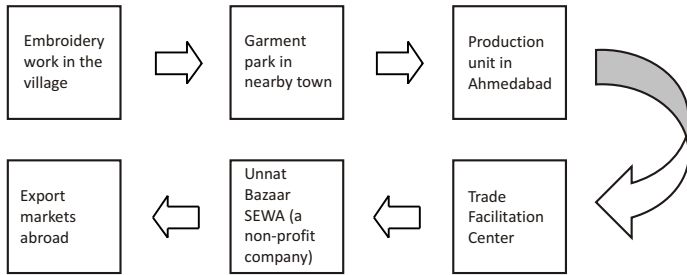 Embroidery
work in the
village
Garment
park in
nearby town
Production
unit in
Ahmedabad
Trade
Facilitation
Center
Unnat
Bazaar
SEWA (a
non-profit
company)
Export
markets
abroad